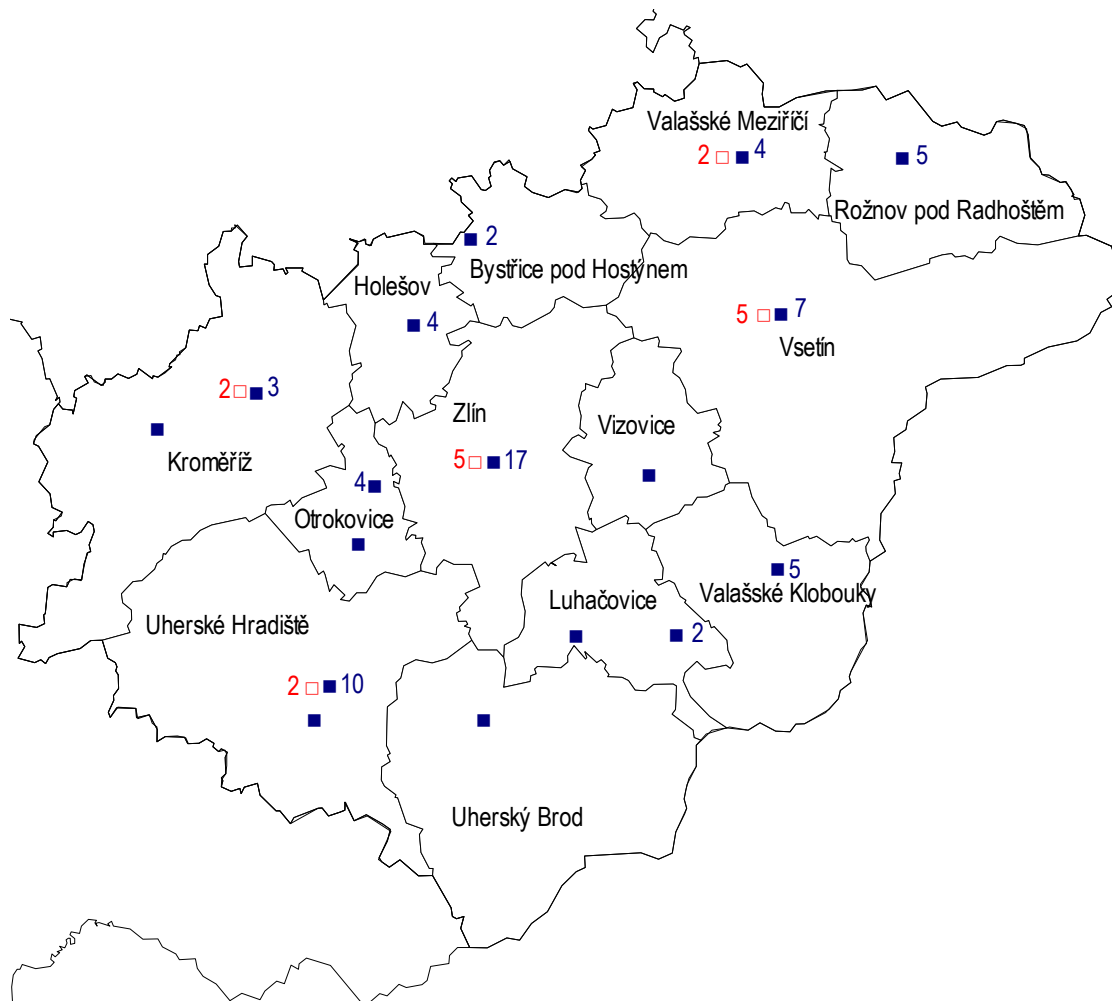 Valašské Meziříčí
2 4
5
Rožnov pod Radhoštěm
2
Bystřice pod Hostýnem
Holešov
4
5 7
Vsetín
2 3
Kroměříž
Zlín
5 17
Vizovice
4
Otrokovice
5
Valašské Klobouky
Luhačovice
2
Uherské Hradiště
2 10
Uherský Brod